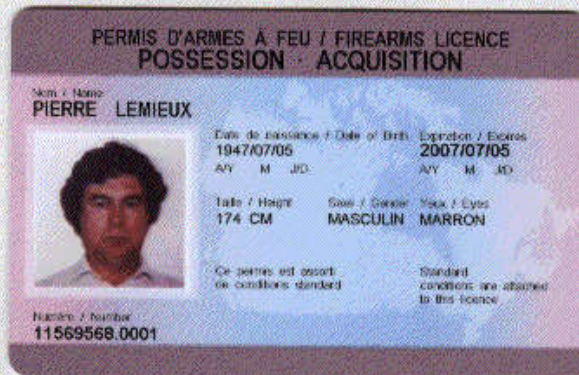 PERMIS D'ARMES À FEU / FIREARMS LICENCE
POSSESSION - ACQUISITION
Nom / Name
PIERRE LEMIEUX
Date de naissance / Date of Birth Expiration / Expires
1947/07/05 2007/07/05
A/Y M J/D A/Y M J/D
Taille / Height Sexe / Gender Yeux / Eyes
174 CM MASCULIN MARRON
Ce permis est assorti Standard
de conditions standard conditions are attached
to this licence
Numéro / Number
11569568.0001